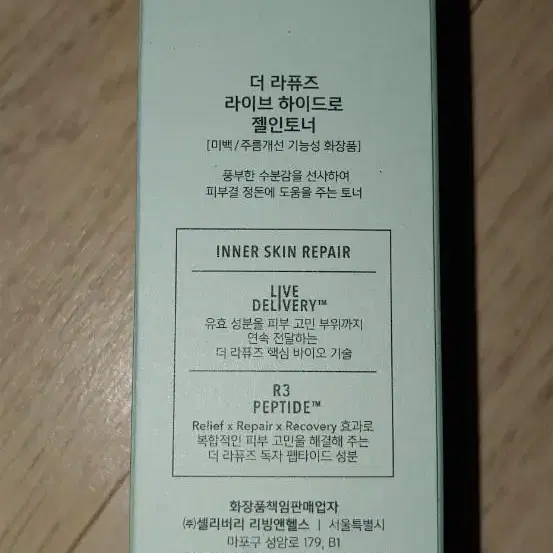 더 라퓨즈
라이브 하이드로
젤인토너
[미백/주름개선 기능성 화장품]
풍부한 수분감을 선사하여
피부결 정돈에 도움을 주는 토너
INNER SKIN REPAIR
LIVE
DELIVERY™
유효 성분을 피부 고민 부위까지
연속 전달하는
더 라퓨즈 핵심 바이오 기술
R3
PEPTIDE™
Relief x Repair x Recovery 효과로
복합적인 피부 고민을 해결해 주는
더 라퓨즈 독자 펩타이드 성분
화장품책임판매업자
㈜셀리버리 리빙앤헬스 | 서울특별시
마포구 성암로 179, B1